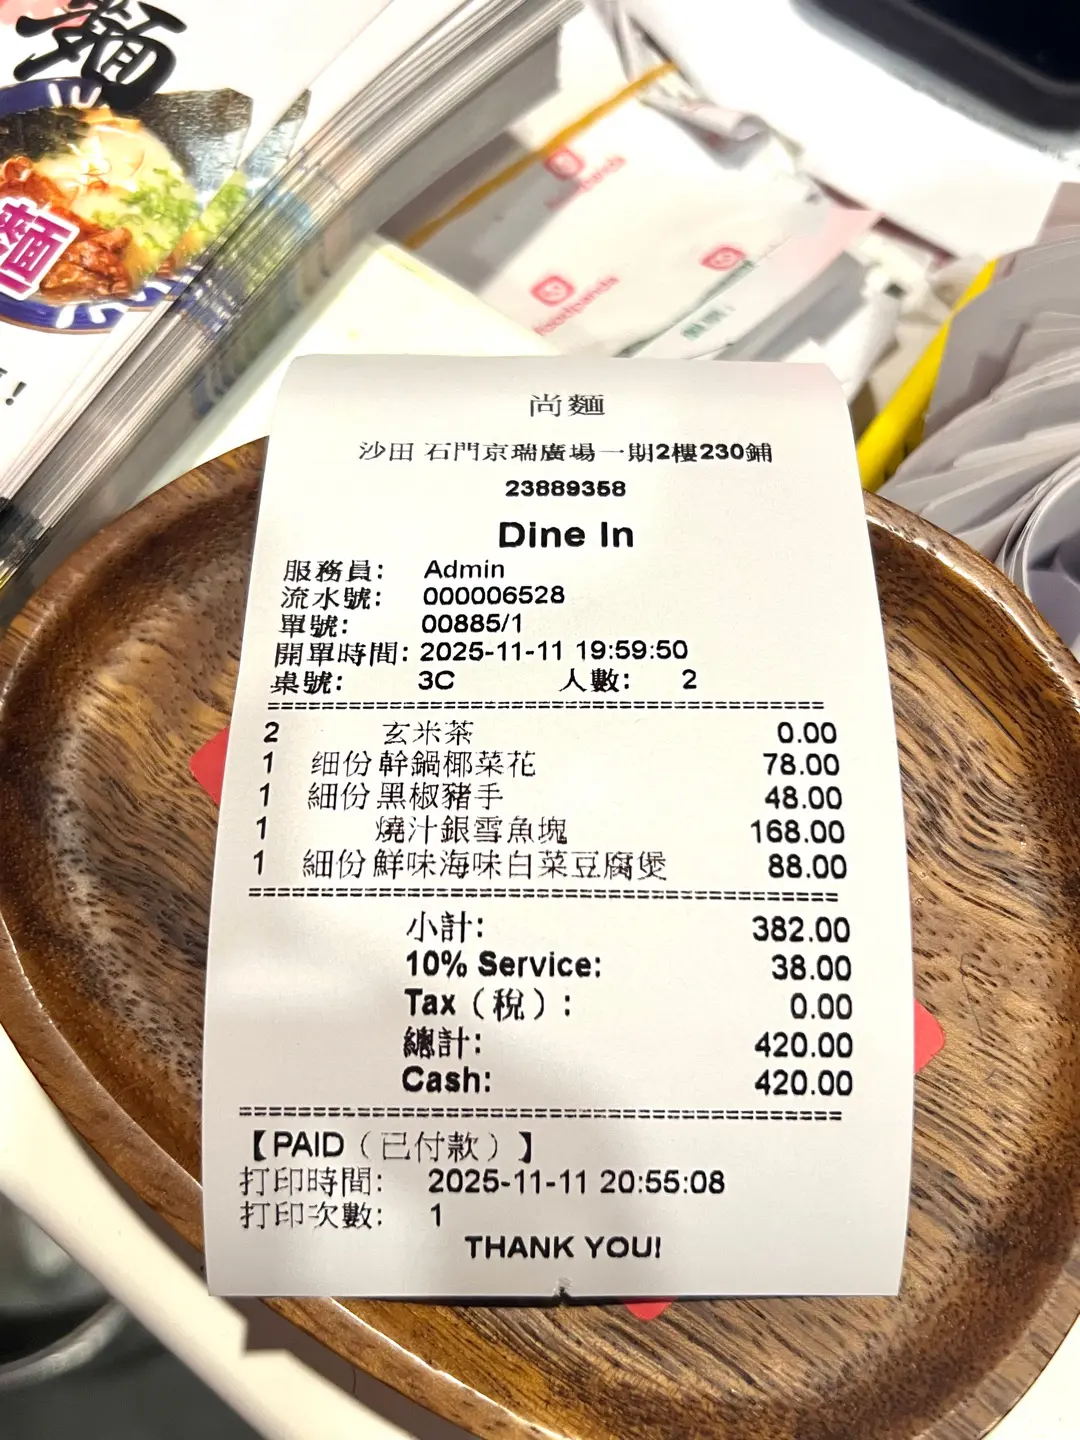 麵
麵
!
foodpanda
foodpanda
尚麵
沙田 石門京瑞廣場一期2樓230鋪
23889358
Dine In
服務員: Admin
流水號: 000006528
單號: 00885/1
開單時間: 2025-11-11 19:59:50
桌號: 3C 人數: 2
2 玄米茶 0.00
1 细份 幹鍋椰菜花 78.00
1 細份 黑椒豬手 48.00
1 燒汁銀雪魚塊 168.00
1 細份 鮮味海味白菜豆腐煲 88.00
小計: 382.00
10% Service: 38.00
Tax（稅）: 0.00
總計: 420.00
Cash: 420.00
【PAID（已付款）】
打印時間: 2025-11-11 20:55:08
打印次數: 1
THANK YOU!